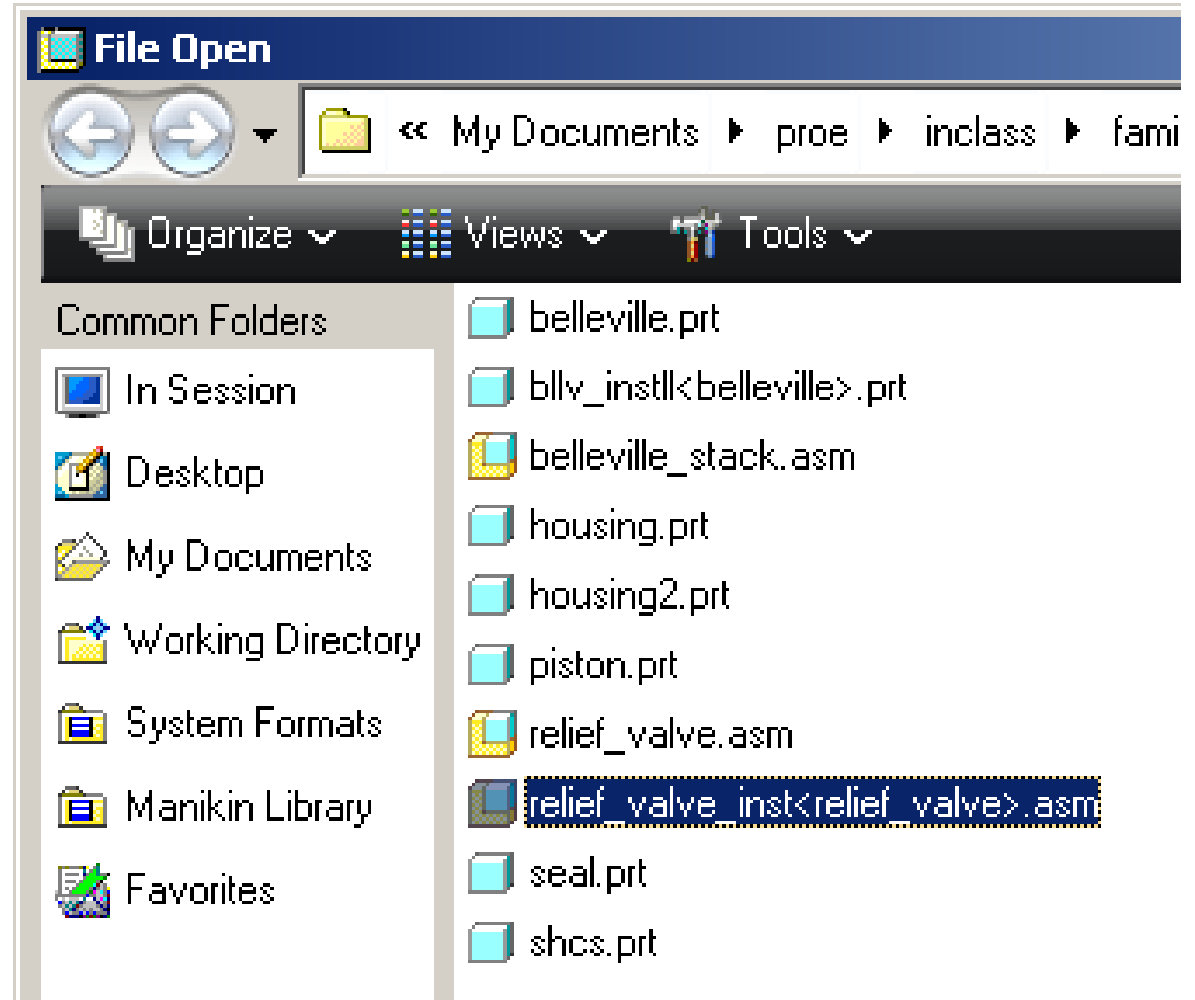 File Open
« My Documents ▸ proe ▸ inclass ▸ fami
Organize Views Tools
Common Folders
In Session
Desktop
My Documents
Working Directory
System Formats
Manikin Library
Favorites
belleville.prt
bllv_instll<belleville>.prt
belleville_stack.asm
housing.prt
housing2.prt
piston.prt
relief_valve.asm
relief_valve_inst<relief_valve>.asm
seal.prt
shcs.prt